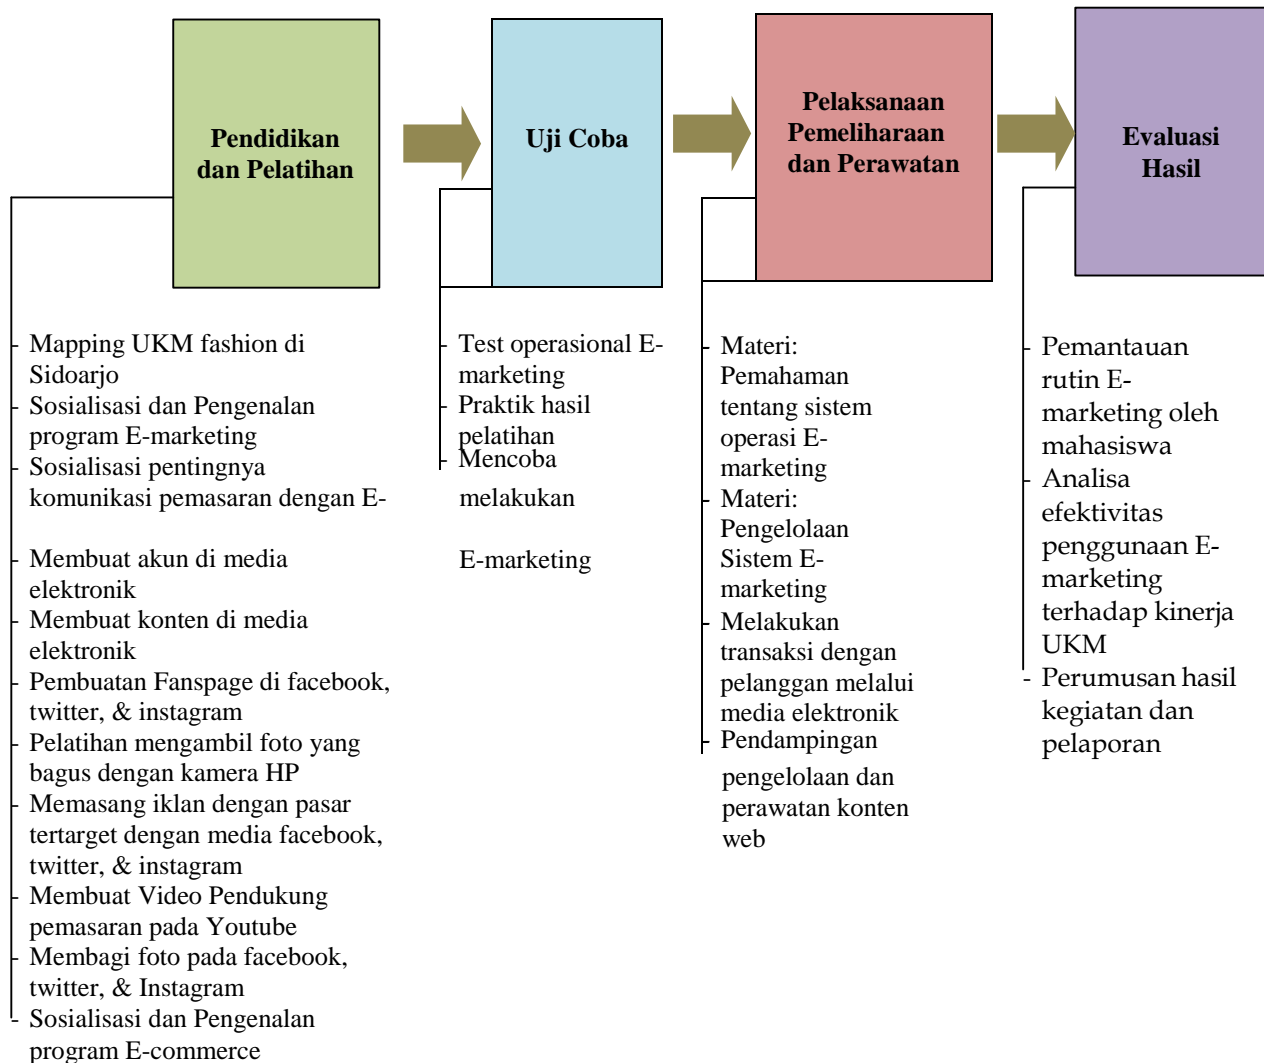 Pendidikan
dan Pelatihan
- Mapping UKM fashion di
Sidoarjo
- Sosialisasi dan Pengenalan
program E-marketing
- Sosialisasi pentingnya
komunikasi pemasaran dengan E-
- Membuat akun di media
elektronik
- Membuat konten di media
elektronik
- Pembuatan Fanspage di facebook,
twitter, & instagram
- Pelatihan mengambil foto yang
bagus dengan kamera HP
- Memasang iklan dengan pasar
tertarget dengan media facebook,
twitter, & instagram
- Membuat Video Pendukung
pemasaran pada Youtube
- Membagi foto pada facebook,
twitter, & Instagram
- Sosialisasi dan Pengenalan
program E-commerce
Uji Coba
- Test operasional E-
marketing
- Praktik hasil
pelatihan
- Mencoba
melakukan
E-marketing
Pelaksanaan
Pemeliharaan
dan Perawatan
- Materi:
Pemahaman
tentang sistem
operasi E-
marketing
- Materi:
Pengelolaan
Sistem E-
marketing
- Melakukan
transaksi dengan
pelanggan melalui
media elektronik
- Pendampingan
pengelolaan dan
perawatan konten
web
Evaluasi
Hasil
- Pemantauan
rutin E-
marketing oleh
mahasiswa
- Analisa
efektivitas
penggunaan E-
marketing
terhadap kinerja
UKM
- Perumusan hasil
kegiatan dan
pelaporan